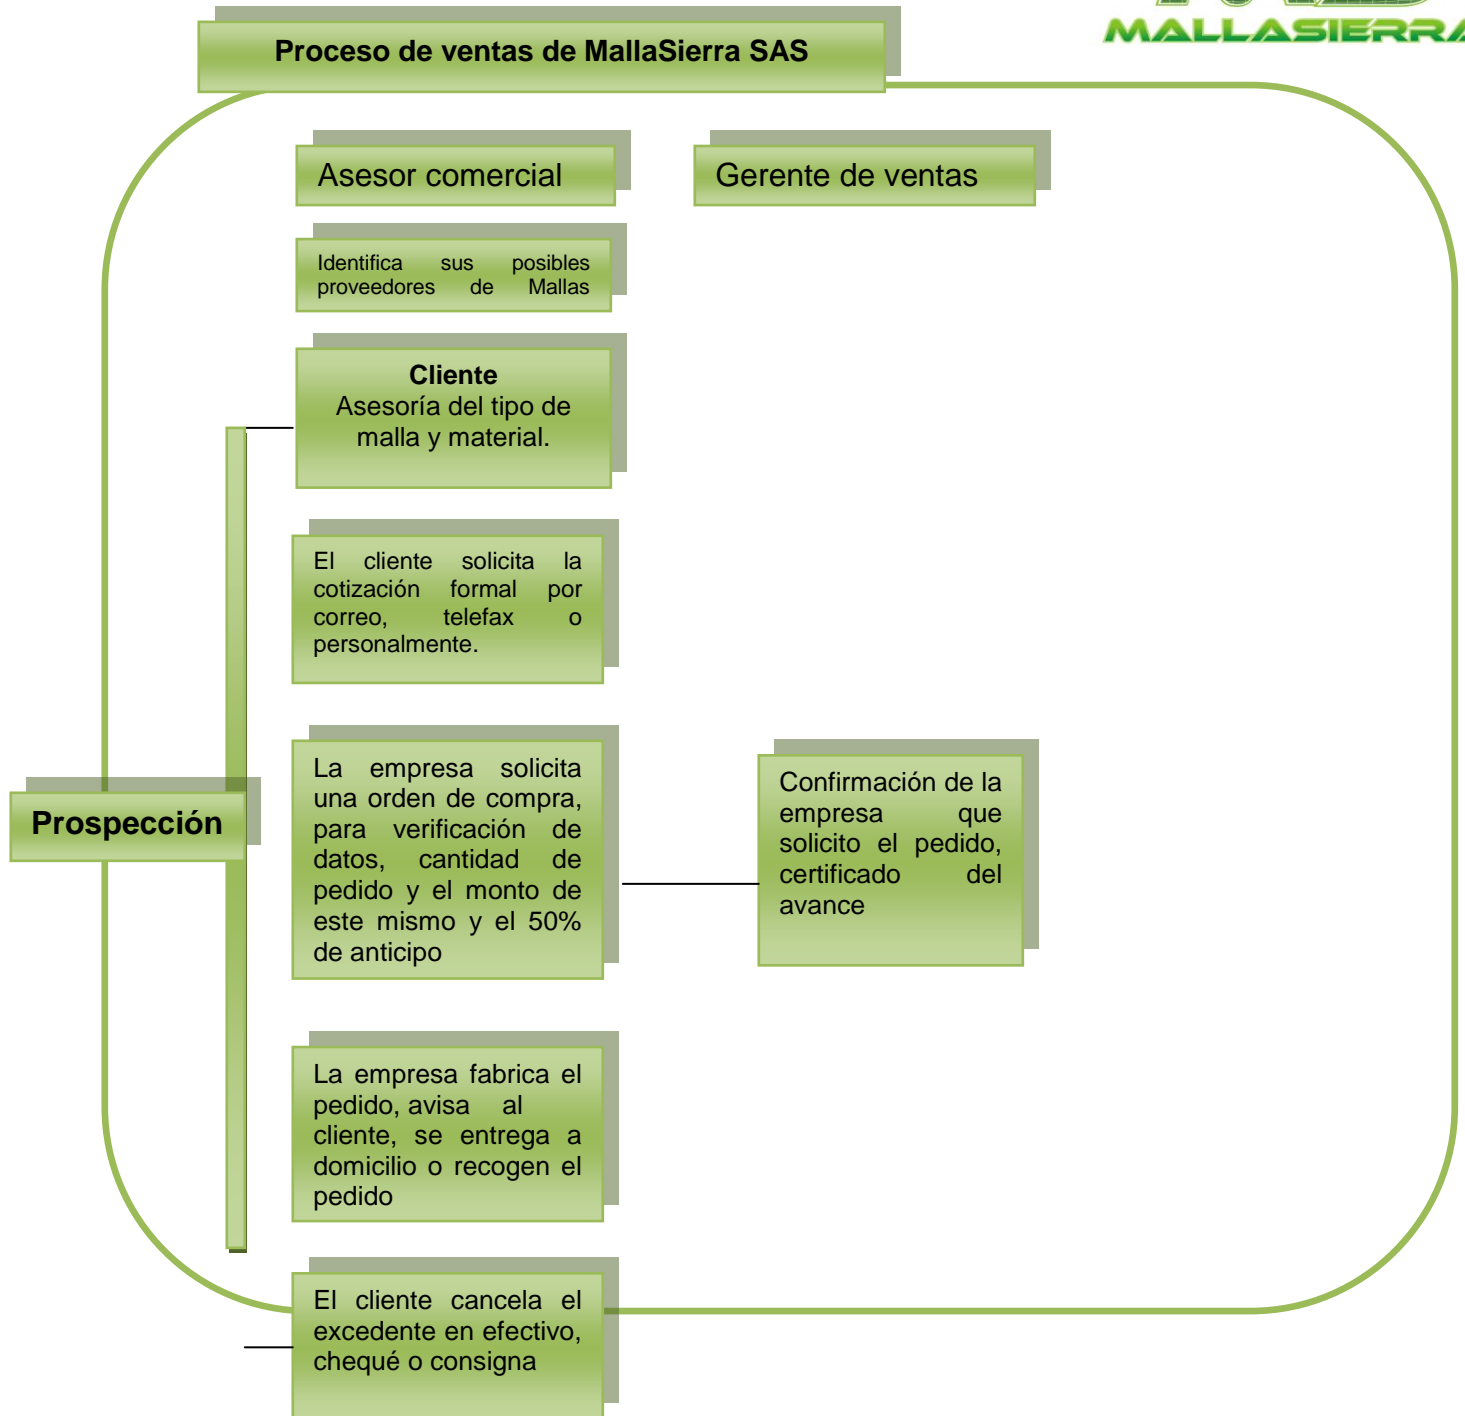 MALLASIERRA
Proceso de ventas de MallaSierra SAS
Asesor comercial
Gerente de ventas
Identifica sus posibles
proveedores de Mallas
Cliente
Asesoría del tipo de
malla y material.
El cliente solicita la
cotización formal por
correo, telefax o
personalmente.
Prospección
La empresa solicita
una orden de compra,
para verificación de
datos, cantidad de
pedido y el monto de
este mismo y el 50%
de anticipo
Confirmación de la
empresa que
solicito el pedido,
certificado del
avance
La empresa fabrica el
pedido, avisa al
cliente, se entrega a
domicilio o recogen el
pedido
El cliente cancela el
excedente en efectivo,
chequé o consigna